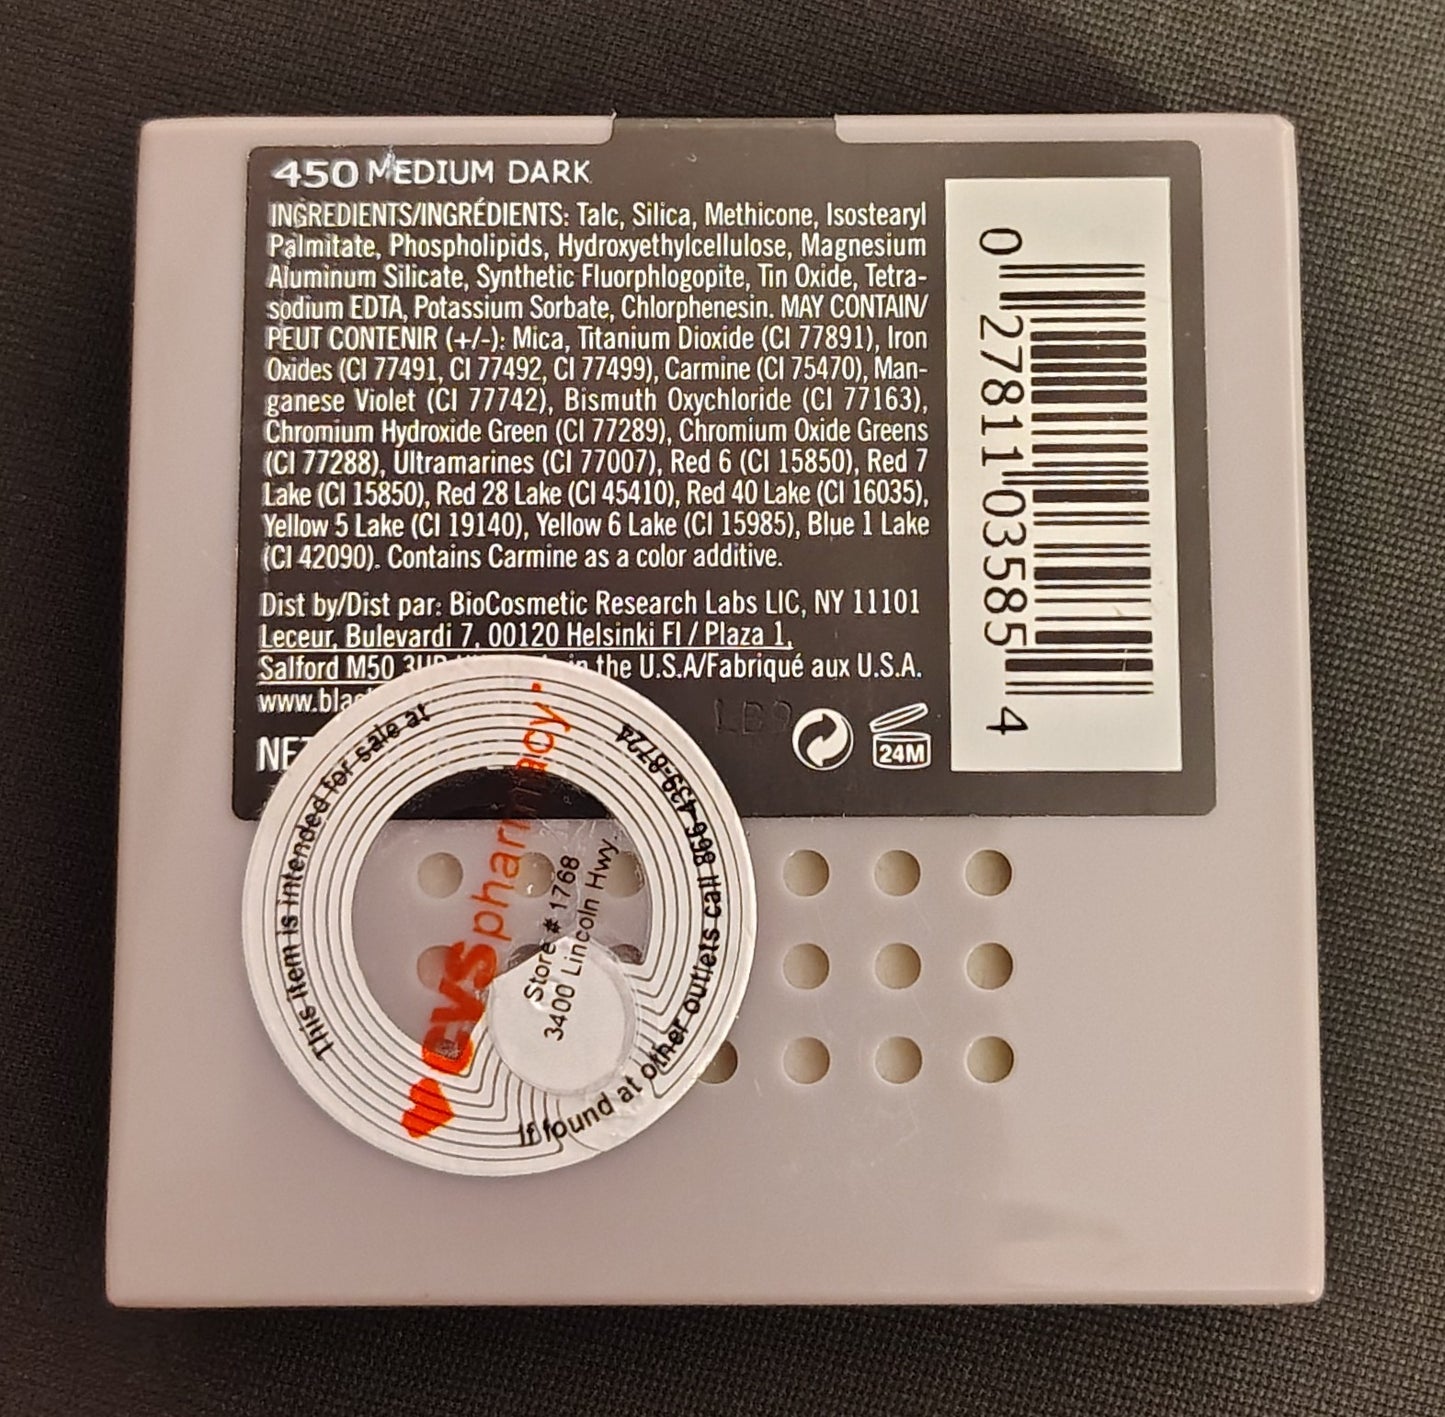 450 MEDIUM DARK
INGREDIENTS/INGRÉDIENTS: Talc, Silica, Methicone, Isostearyl
Palmitate, Phospholipids, Hydroxyethylcellulose, Magnesium
Aluminum Silicate, Synthetic Fluorphlogopite, Tin Oxide, Tetra-
sodium EDTA, Potassium Sorbate, Chlorphenesin. MAY CONTAIN/
PEUT CONTENIR (+/-): Mica, Titanium Dioxide (CI 77891), Iron
Oxides (CI 77491, CI 77492, CI 77499), Carmine (CI 75470), Man-
ganese Violet (CI 77742), Bismuth Oxychloride (CI 77163),
Chromium Hydroxide Green (CI 77289), Chromium Oxide Greens
(CI 77288), Ultramarines (CI 77007), Red 6 (CI 15850), Red 7
Lake (CI 15850), Red 28 Lake (CI 45410), Red 40 Lake (CI 16035),
Yellow 5 Lake (CI 19140), Yellow 6 Lake (CI 15985), Blue 1 Lake
(CI 42090). Contains Carmine as a color additive.
Dist by/Dist par: BioCosmetic Research Labs LIC, NY 11101
Leceur, Bulevardi 7, 00120 Helsinki FI / Plaza 1,
Salford M50 in the U.S.A/Fabriqué aux U.S.A.
24M
0 27811 03585 4
This item is intended for sale at
CVS pharmacy
Store # 1768
3400 Lincoln Hwy.
If found at other outlets call 866-439-8724